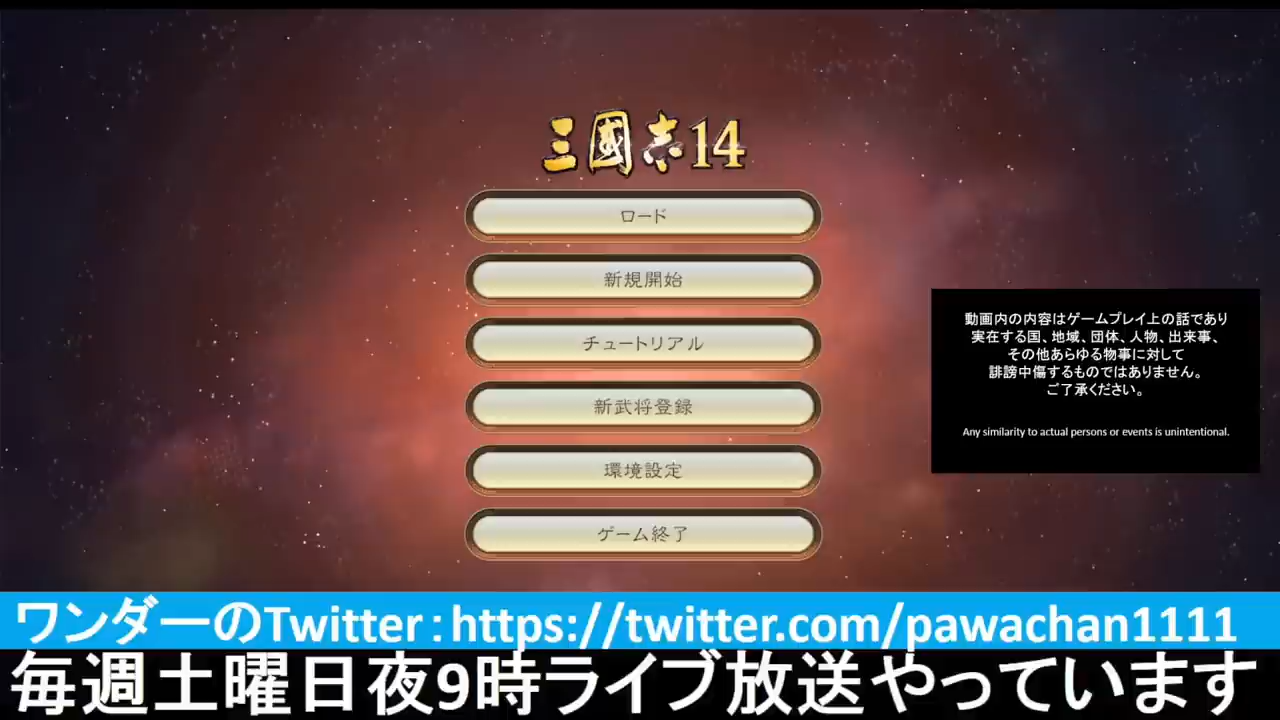 三國志14
ロード
新規開始
チュートリアル
新武将登録
環境設定
ゲーム終了
動画内の内容はゲームプレイ上の話であり
実在する国、地域、団体、人物、出来事、
その他あらゆる物事に対して
誹謗中傷するものではありません。
ご了承ください。
Any similarity to actual persons or events is unintentional.
ワンダーのTwitter：https://twitter.com/pawachan1111
毎週土曜日夜9時ライブ放送やっています